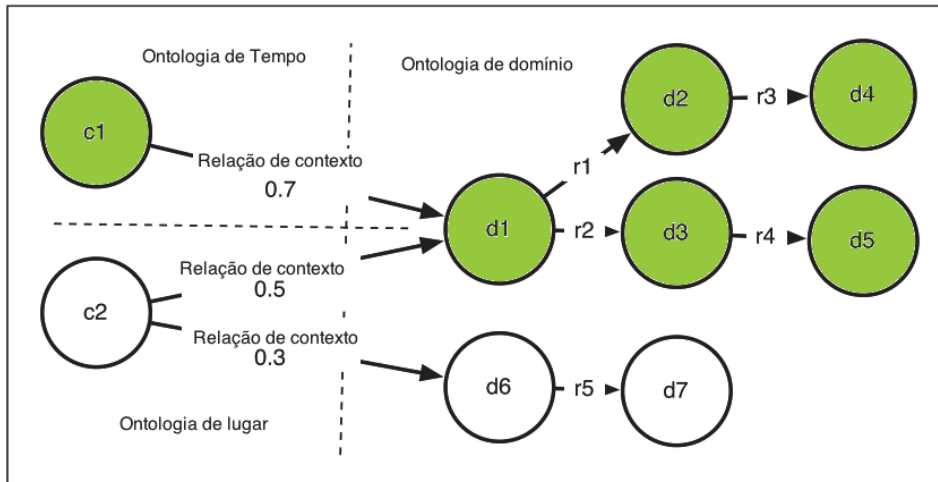 Ontologia de Tempo
Ontologia de domínio
c1
Relação de contexto
0.7
d2
r3
d4
r1
d1
r2
d3
r4
d5
Relação de contexto
0.5
c2
Relação de contexto
0.3
d6
r5
d7
Ontologia de lugar